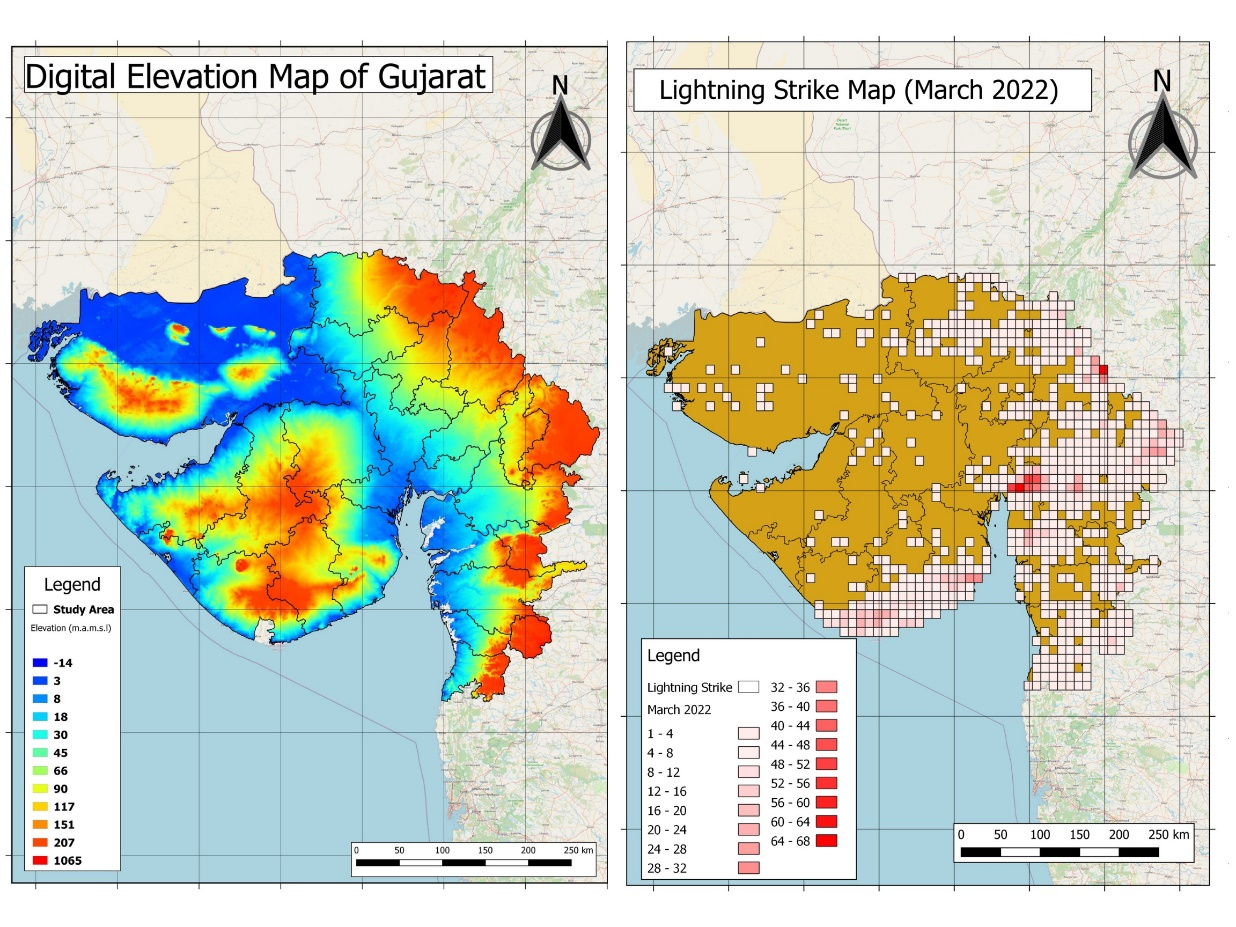 Digital Elevation Map of Gujarat
N
Legend
Study Area
Elevation (m.a.m.s.l)
-14
3
8
18
30
45
66
90
117
151
207
1065
0 50 100 150 200 250 km
Lightning Strike Map (March 2022)
N
Legend
Lightning Strike
March 2022
1 - 4
4 - 8
8 - 12
12 - 16
16 - 20
20 - 24
24 - 28
28 - 32
32 - 36
36 - 40
40 - 44
44 - 48
48 - 52
52 - 56
56 - 60
60 - 64
64 - 68
0 50 100 150 200 250 km